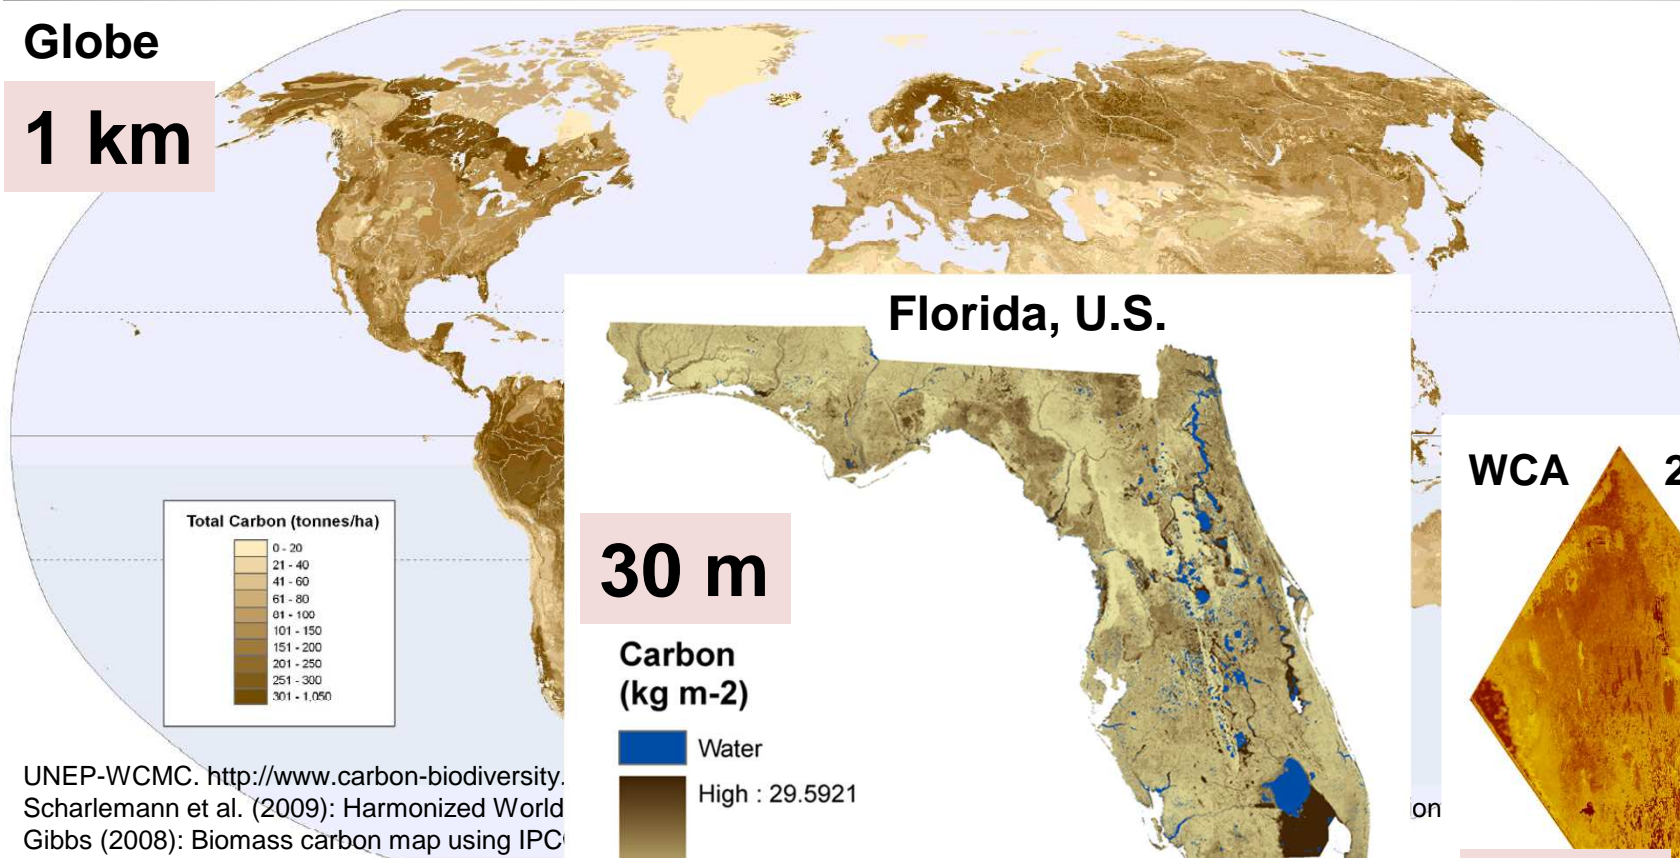 Globe
1 km
Florida, U.S.
WCA 2
Total Carbon (tonnes/ha)
0 - 20
21 - 40
41 - 60
61 - 80
81 - 100
101 - 150
151 - 200
201 - 250
251 - 300
301 - 1,050
30 m
Carbon
(kg m-2)
Water
High : 29.5921
UNEP-WCMC. http://www.carbon-biodiversity.
Scharlemann et al. (2009): Harmonized World
on
Gibbs (2008): Biomass carbon map using IPC